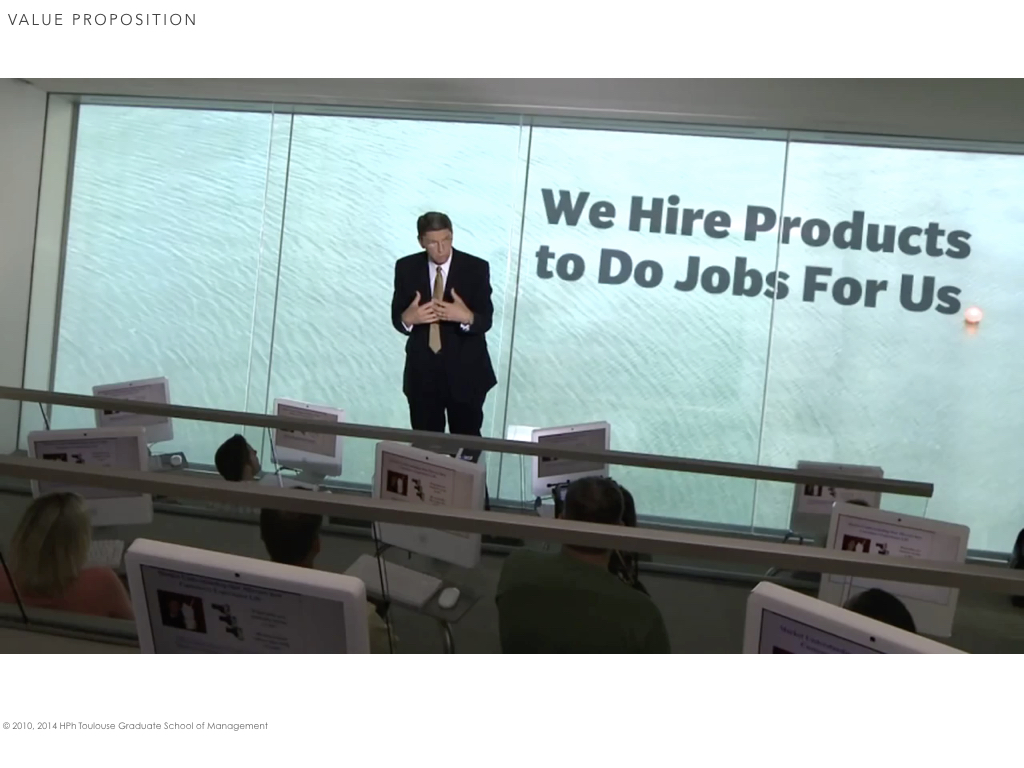 VALUE PROPOSITION
We Hire Products
to Do Jobs For Us
© 2010, 2014 HPh Toulouse Graduate School of Management